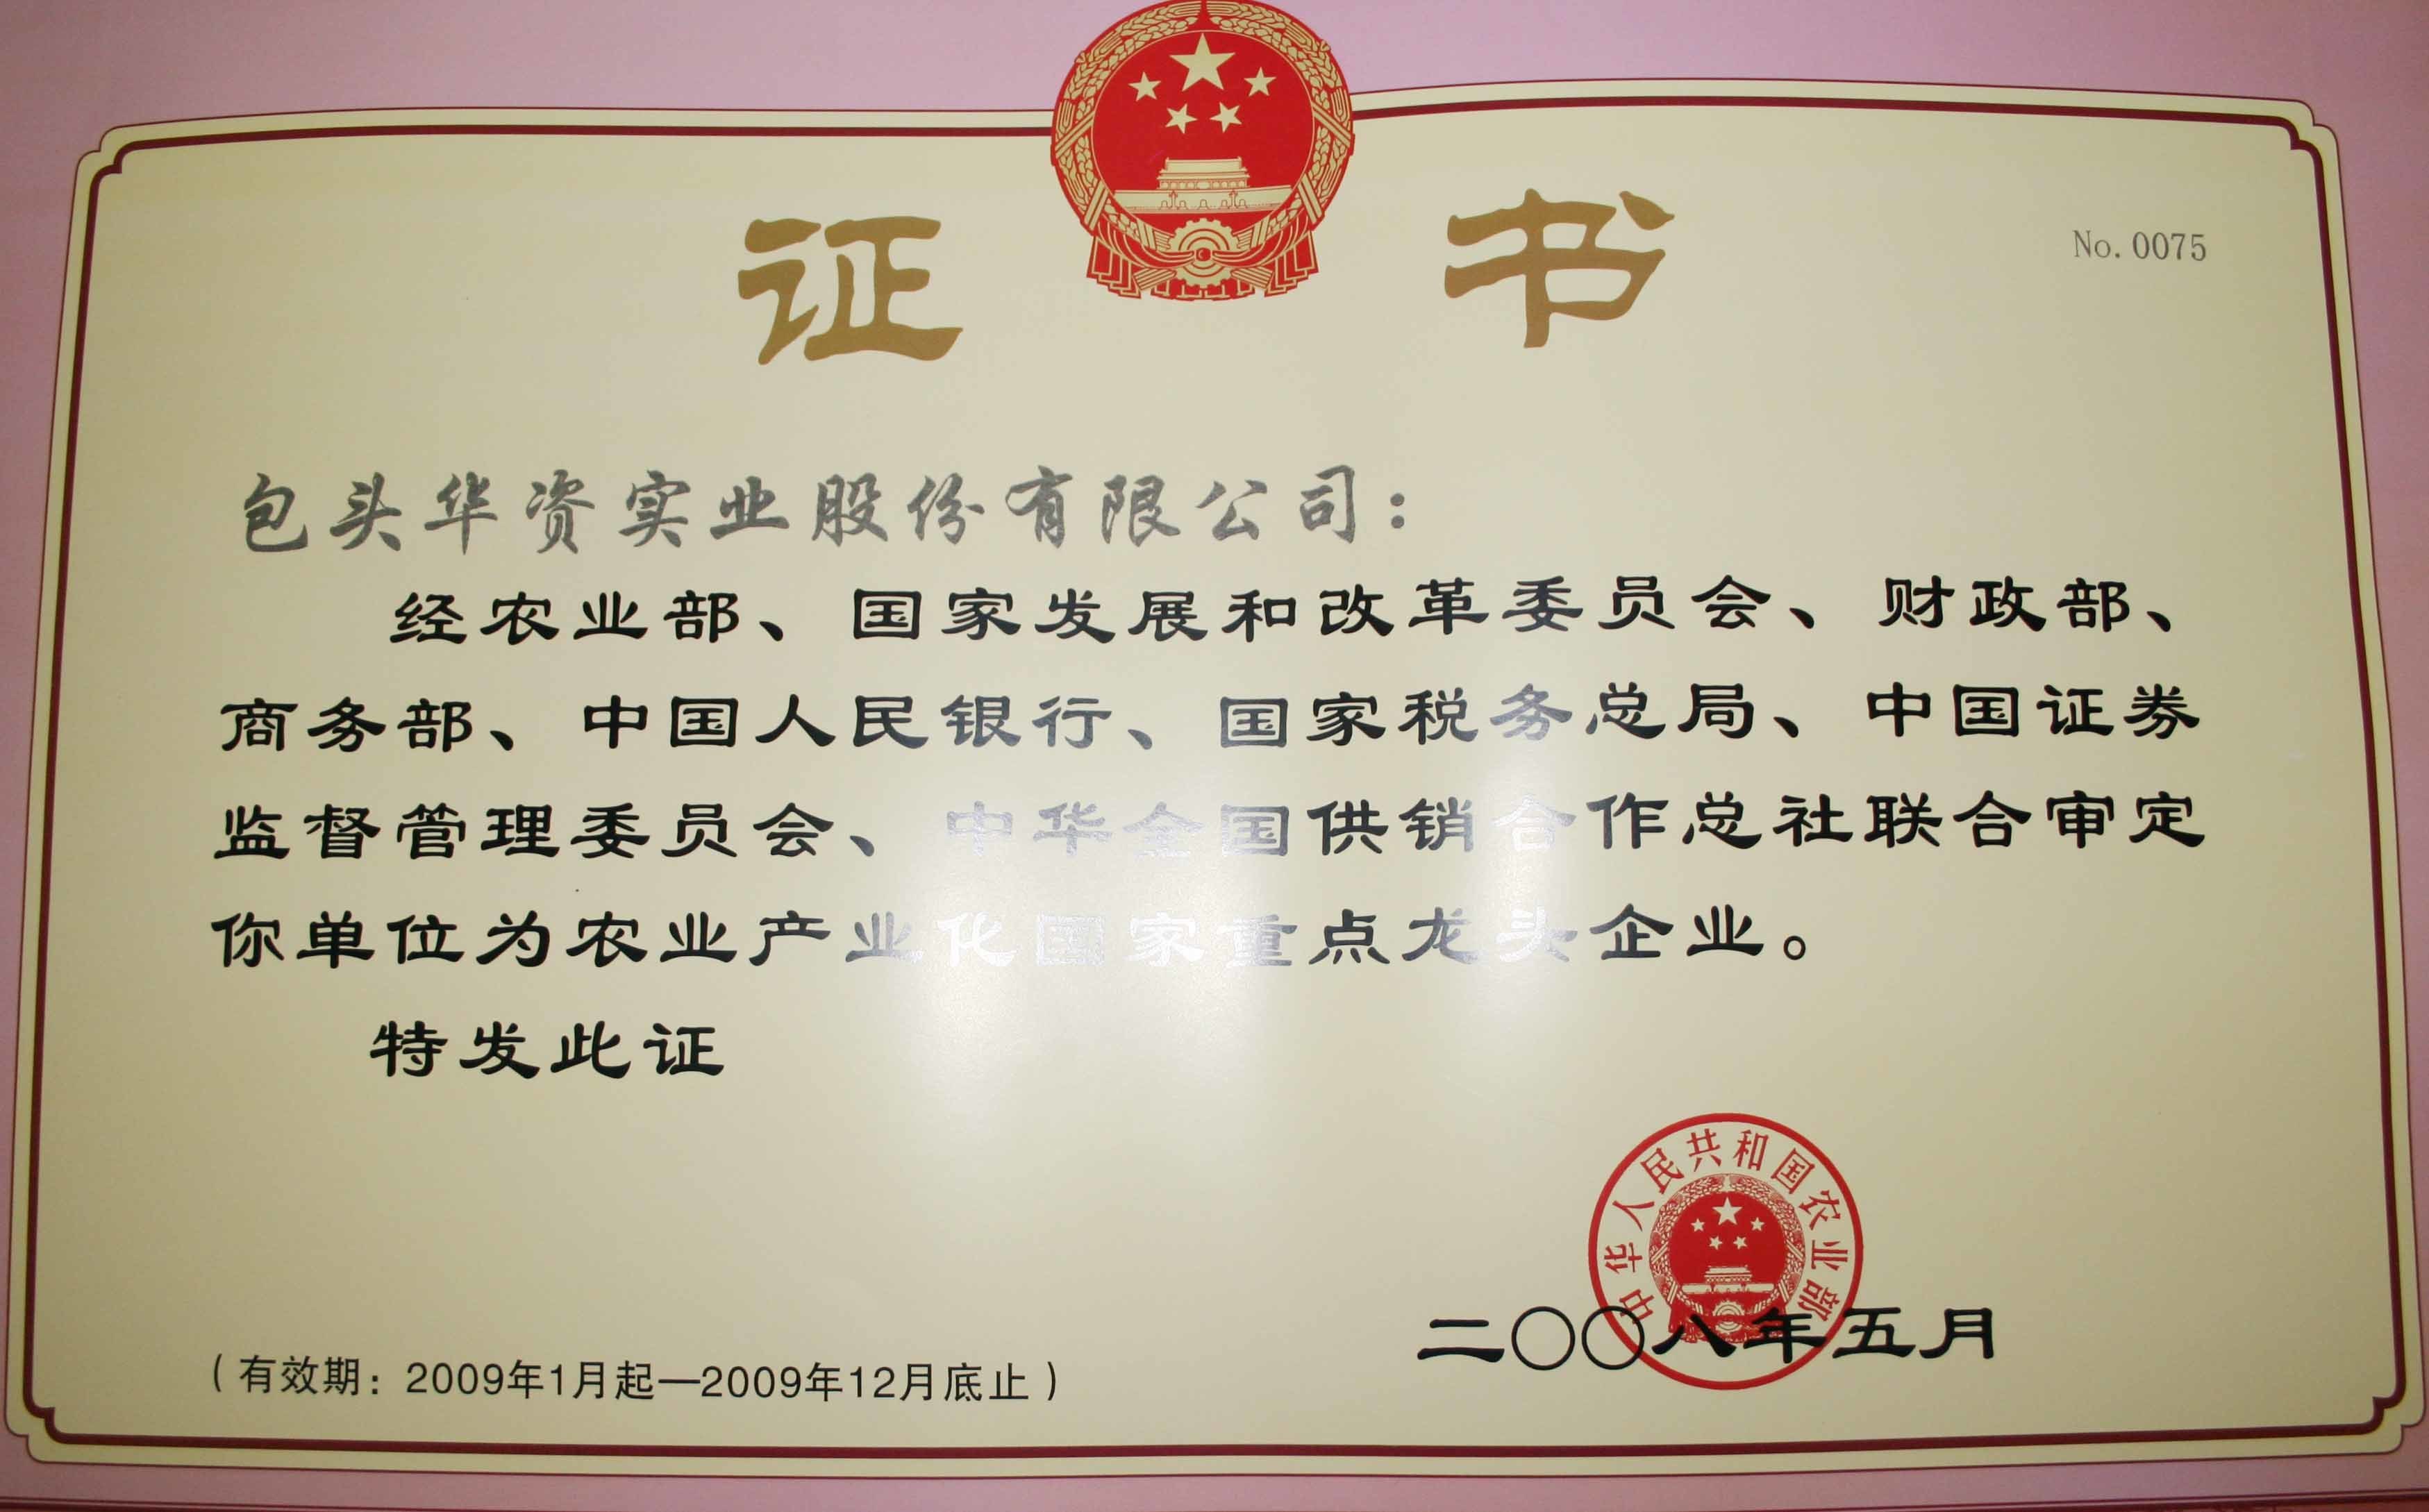 证书
No.0075
包头华资实业股份有限公司：
经农业部、国家发展和改革委员会、财政部、
商务部、中国人民银行、国家税务总局、中国证券
监督管理委员会、中华全国供销合作总社联合审定
你单位为农业产业化国家重点龙头企业。
特发此证
中华人民共和国农业部
二〇〇八年五月
（有效期：2009年1月起—2009年12月底止）